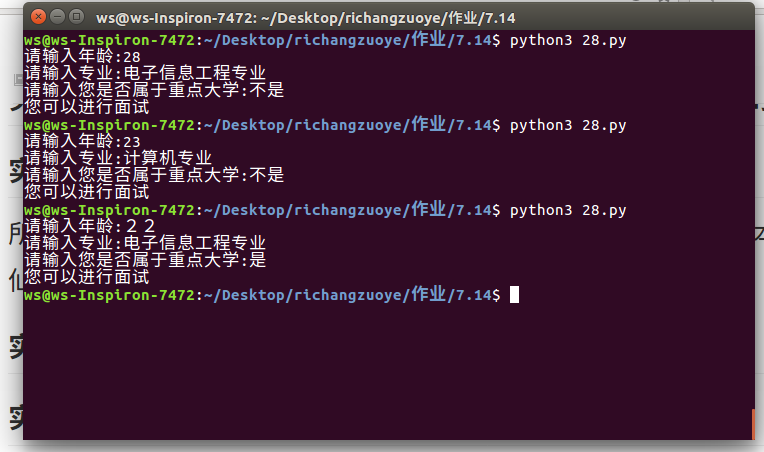 ws@ws-Inspiron-7472: ~/Desktop/richangzuoye/作业/7.14
ws@ws-Inspiron-7472:~/Desktop/richangzuoye/作业/7.14$ python3 28.py
请输入年龄:28
请输入专业:电子信息工程专业
请输入您是否属于重点大学:不是
您可以进行面试
ws@ws-Inspiron-7472:~/Desktop/richangzuoye/作业/7.14$ python3 28.py
请输入年龄:23
请输入专业:计算机专业
请输入您是否属于重点大学:不是
您可以进行面试
ws@ws-Inspiron-7472:~/Desktop/richangzuoye/作业/7.14$ python3 28.py
请输入年龄:２２
请输入专业:电子信息工程专业
请输入您是否属于重点大学:是
您可以进行面试
ws@ws-Inspiron-7472:~/Desktop/richangzuoye/作业/7.14$